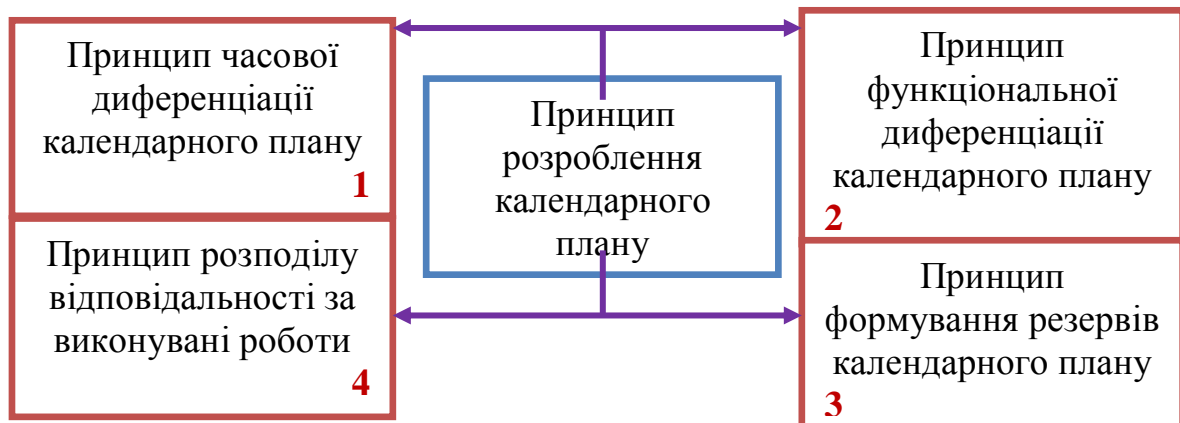 Принцип часової
диференціації
календарного плану
1
Принцип
розроблення
календарного
плану
Принцип
функціональної
диференціації
календарного плану
2
Принцип розподілу
відповідальності за
виконувані роботи
4
Принцип
формування резервів
календарного плану
3